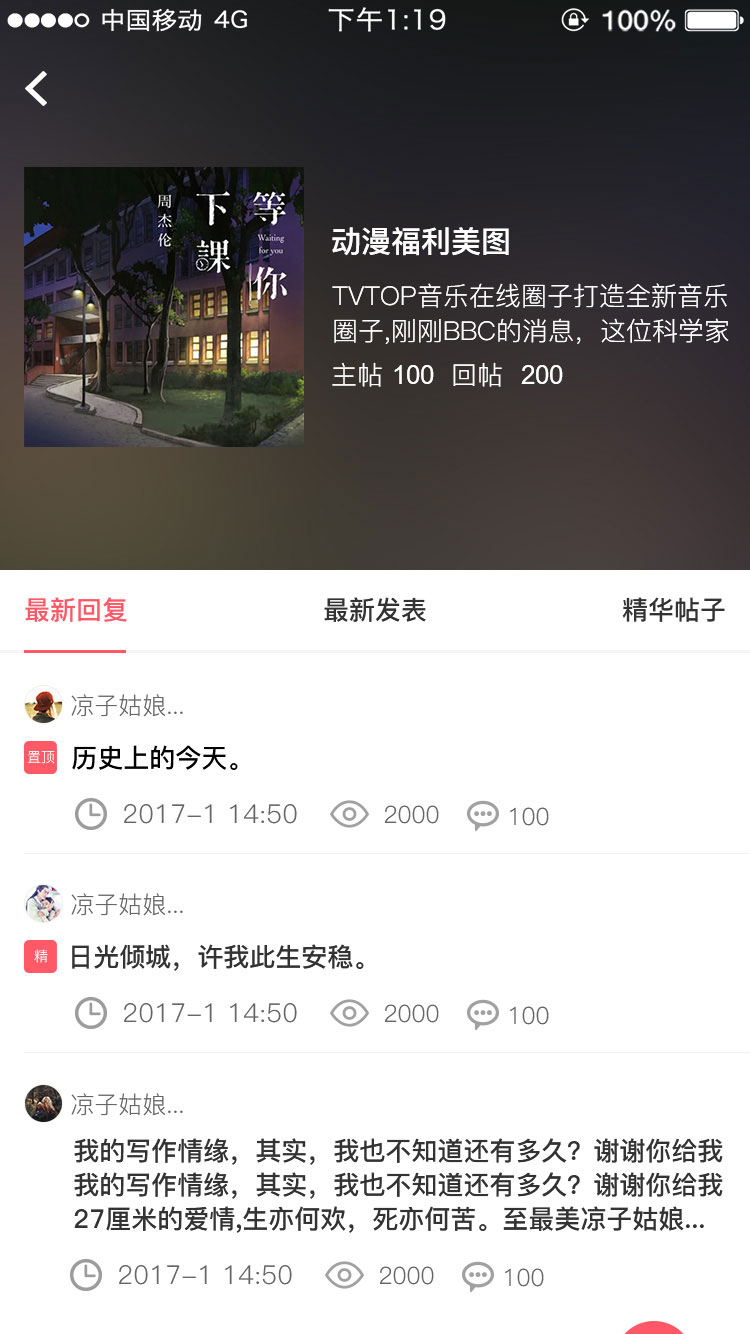 中国移动 4G 下午1:19 100%
周杰伦
等你
下課
Waiting
for you
动漫福利美图
TVTOP音乐在线圈子打造全新音乐
圈子,刚刚BBC的消息，这位科学家
主帖 100 回帖 200
最新回复 最新发表 精华帖子
凉子姑娘...
置顶 历史上的今天。
2017-1 14:50 2000 100
凉子姑娘...
精 日光倾城，许我此生安稳。
2017-1 14:50 2000 100
凉子姑娘...
我的写作情缘，其实，我也不知道还有多久？谢谢你给我
我的写作情缘，其实，我也不知道还有多久？谢谢你给我
27厘米的爱情,生亦何欢，死亦何苦。至最美凉子姑娘...
2017-1 14:50 2000 100